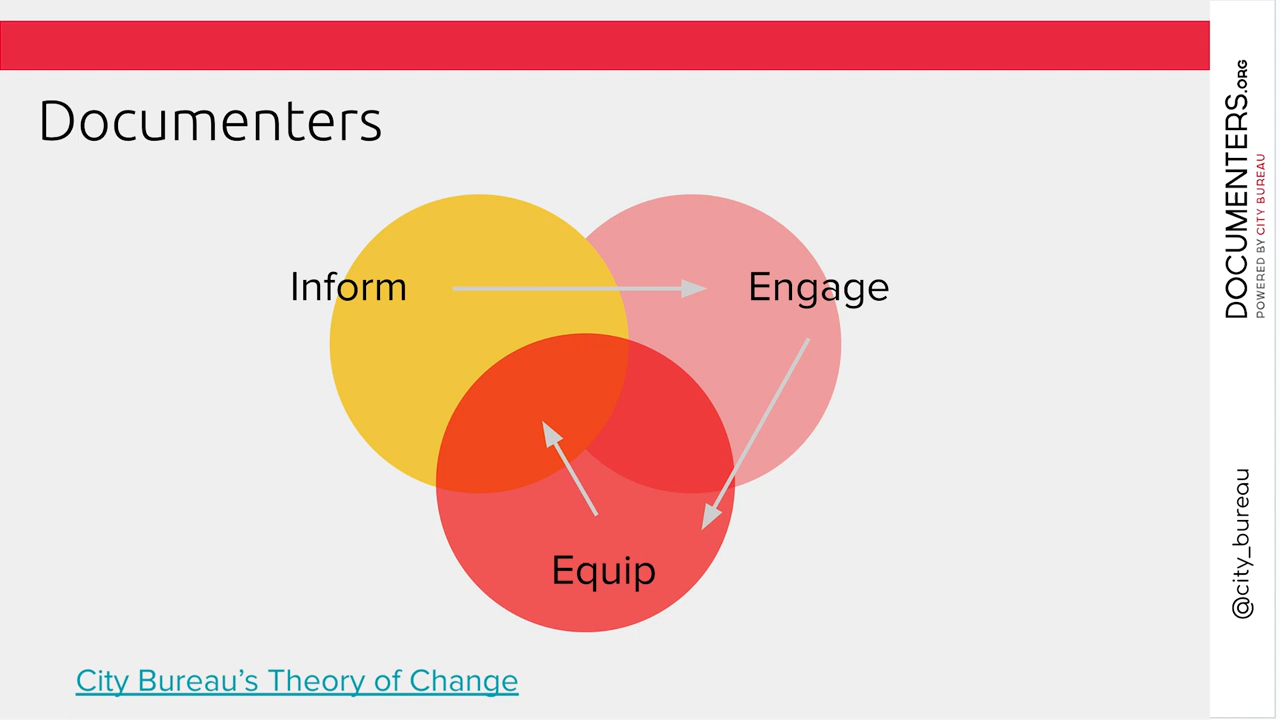 Documenters
Inform
Engage
Equip
City Bureau's Theory of Change
DOCUMENTERS.ORG
POWERED BY CITY BUREAU
@city_bureau